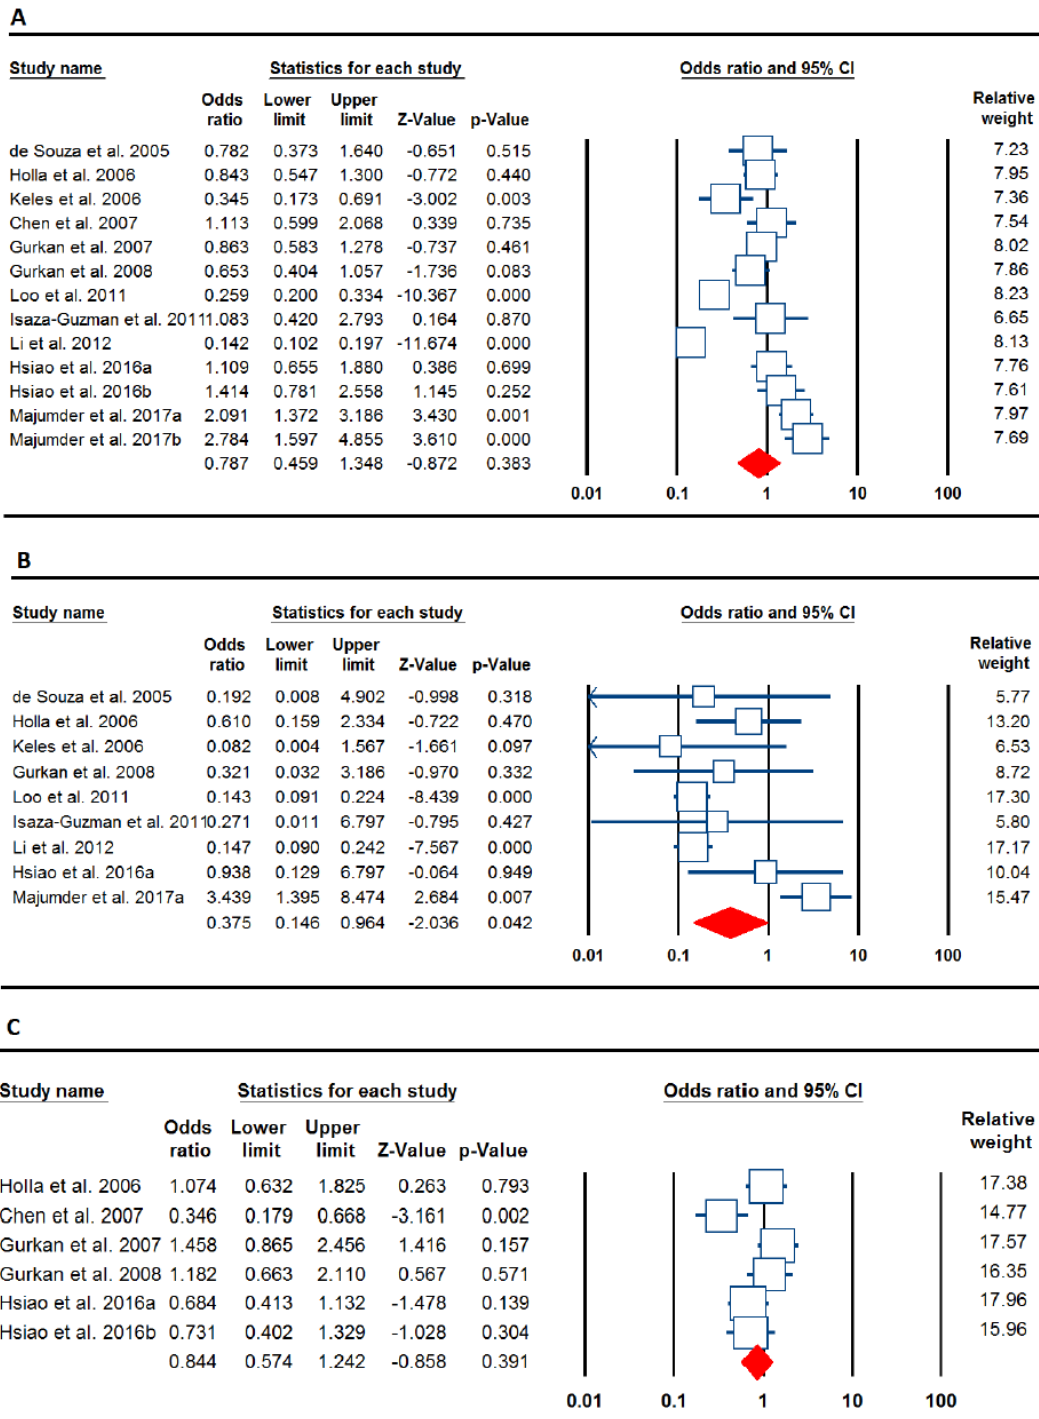 A
Study name Statistics for each study Odds ratio and 95% CI
Odds Lower Upper Relative
ratio limit limit Z-Value p-Value weight
de Souza et al. 2005 0.782 0.373 1.640 -0.651 0.515 7.23
Holla et al. 2006 0.843 0.547 1.300 -0.772 0.440 7.95
Keles et al. 2006 0.345 0.173 0.691 -3.002 0.003 7.36
Chen et al. 2007 1.113 0.599 2.068 0.339 0.735 7.54
Gurkan et al. 2007 0.863 0.583 1.278 -0.737 0.461 8.02
Gurkan et al. 2008 0.653 0.404 1.057 -1.736 0.083 7.86
Loo et al. 2011 0.259 0.200 0.334 -10.367 0.000 8.23
Isaza-Guzman et al. 2011 1.083 0.420 2.793 0.164 0.870 6.65
Li et al. 2012 0.142 0.102 0.197 -11.674 0.000 8.13
Hsiao et al. 2016a 1.109 0.655 1.880 0.386 0.699 7.76
Hsiao et al. 2016b 1.414 0.781 2.558 1.145 0.252 7.61
Majumder et al. 2017a 2.091 1.372 3.186 3.430 0.001 7.97
Majumder et al. 2017b 2.784 1.597 4.855 3.610 0.000 7.69
0.787 0.459 1.348 -0.872 0.383
0.01 0.1 1 10 100
B
Study name Statistics for each study Odds ratio and 95% CI
Odds Lower Upper Relative
ratio limit limit Z-Value p-Value weight
de Souza et al. 2005 0.192 0.008 4.902 -0.998 0.318 5.77
Holla et al. 2006 0.610 0.159 2.334 -0.722 0.470 13.20
Keles et al. 2006 0.082 0.004 1.567 -1.661 0.097 6.53
Gurkan et al. 2008 0.321 0.032 3.186 -0.970 0.332 8.72
Loo et al. 2011 0.143 0.091 0.224 -8.439 0.000 17.30
Isaza-Guzman et al. 2011 0.271 0.011 6.797 -0.795 0.427 5.80
Li et al. 2012 0.147 0.090 0.242 -7.567 0.000 17.17
Hsiao et al. 2016a 0.938 0.129 6.797 -0.064 0.949 10.04
Majumder et al. 2017a 3.439 1.395 8.474 2.684 0.007 15.47
0.375 0.146 0.964 -2.036 0.042
0.01 0.1 1 10 100
C
Study name Statistics for each study Odds ratio and 95% CI
Odds Lower Upper Relative
ratio limit limit Z-Value p-Value weight
Holla et al. 2006 1.074 0.632 1.825 0.263 0.793 17.38
Chen et al. 2007 0.346 0.179 0.668 -3.161 0.002 14.77
Gurkan et al. 2007 1.458 0.865 2.456 1.416 0.157 17.57
Gurkan et al. 2008 1.182 0.663 2.110 0.567 0.571 16.35
Hsiao et al. 2016a 0.684 0.413 1.132 -1.478 0.139 17.96
Hsiao et al. 2016b 0.731 0.402 1.329 -1.028 0.304 15.96
0.844 0.574 1.242 -0.858 0.391
0.01 0.1 1 10 100